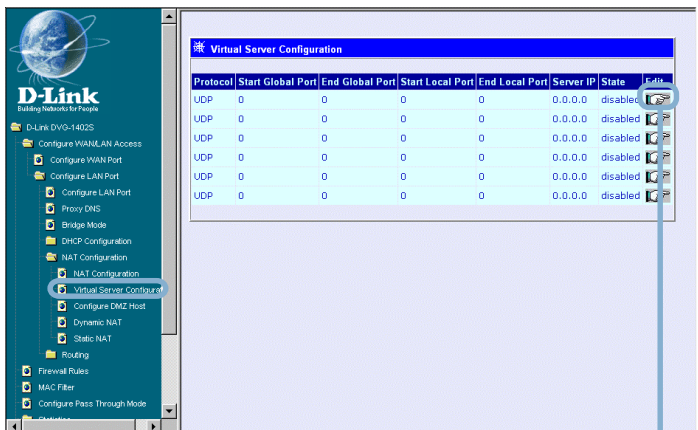 D-Link
Building Networks for People
D-Link DVG-1402S
Configure WAN/LAN Access
Configure WAN Port
Configure LAN Port
Configure LAN Port
Proxy DNS
Bridge Mode
DHCP Configuration
NAT Configuration
NAT Configuration
Virtual Server Configurat
Configure DMZ Host
Dynamic NAT
Static NAT
Routing
Firewall Rules
MAC Filter
Configure Pass Through Mode
Statistics
Virtual Server Configuration
Protocol Start Global Port End Global Port Start Local Port End Local Port Server IP State Edit
UDP 0 0 0 0 0.0.0.0 disabled
UDP 0 0 0 0 0.0.0.0 disabled
UDP 0 0 0 0 0.0.0.0 disabled
UDP 0 0 0 0 0.0.0.0 disabled
UDP 0 0 0 0 0.0.0.0 disabled
UDP 0 0 0 0 0.0.0.0 disabled